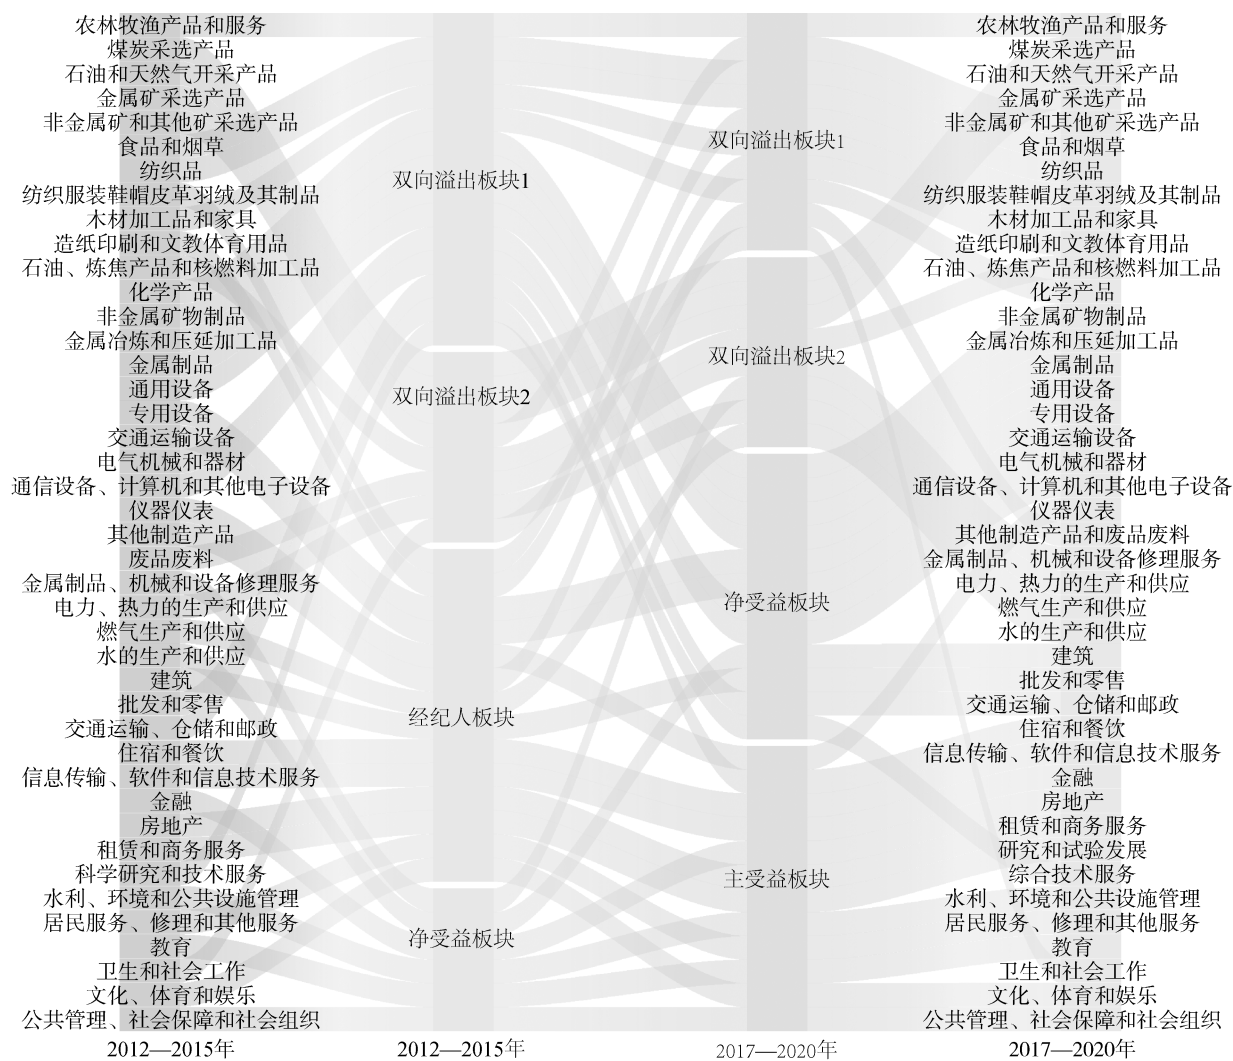 农林牧渔产品和服务
煤炭采选产品
石油和天然气开采产品
金属矿采选产品
非金属矿和其他矿采选产品
食品和烟草
纺织品
纺织服装鞋帽皮革羽绒及其制品
木材加工品和家具
造纸印刷和文教体育用品
石油、炼焦产品和核燃料加工品
化学产品
非金属矿物制品
金属冶炼和压延加工品
金属制品
通用设备
专用设备
交通运输设备
电气机械和器材
通信设备、计算机和其他电子设备
仪器仪表
其他制造产品
废品废料
金属制品、机械和设备修理服务
电力、热力的生产和供应
燃气生产和供应
水的生产和供应
建筑
批发和零售
交通运输、仓储和邮政
住宿和餐饮
信息传输、软件和信息技术服务
金融
房地产
租赁和商务服务
科学研究和技术服务
水利、环境和公共设施管理
居民服务、修理和其他服务
教育
卫生和社会工作
文化、体育和娱乐
公共管理、社会保障和社会组织
2012—2015年
双向溢出板块1
双向溢出板块2
经纪人板块
净受益板块
2012—2015年
双向溢出板块1
双向溢出板块2
净受益板块
主受益板块
2017—2020年
农林牧渔产品和服务
煤炭采选产品
石油和天然气开采产品
金属矿采选产品
非金属矿和其他矿采选产品
食品和烟草
纺织品
纺织服装鞋帽皮革羽绒及其制品
木材加工品和家具
造纸印刷和文教体育用品
石油、炼焦产品和核燃料加工品
化学产品
非金属矿物制品
金属冶炼和压延加工品
金属制品
通用设备
专用设备
交通运输设备
电气机械和器材
通信设备、计算机和其他电子设备
仪器仪表
其他制造产品和废品废料
金属制品、机械和设备修理服务
电力、热力的生产和供应
燃气生产和供应
水的生产和供应
建筑
批发和零售
交通运输、仓储和邮政
住宿和餐饮
信息传输、软件和信息技术服务
金融
房地产
租赁和商务服务
研究和试验发展
综合技术服务
水利、环境和公共设施管理
居民服务、修理和其他服务
教育
卫生和社会工作
文化、体育和娱乐
公共管理、社会保障和社会组织
2017—2020年